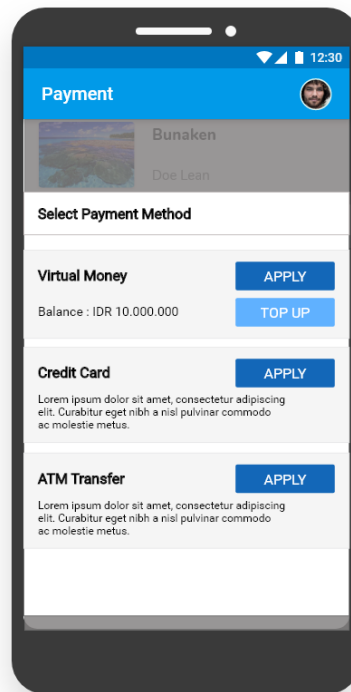 12:30
Payment
Bunaken
Doe Lean
Select Payment Method
Virtual Money
APPLY
Balance : IDR 10.000.000
TOP UP
Credit Card
APPLY
Lorem ipsum dolor sit amet, consectetur adipiscing
elit. Curabitur eget nibh a nisl pulvinar commodo
ac molestie metus.
ATM Transfer
APPLY
Lorem ipsum dolor sit amet, consectetur adipiscing
elit. Curabitur eget nibh a nisl pulvinar commodo
ac molestie metus.